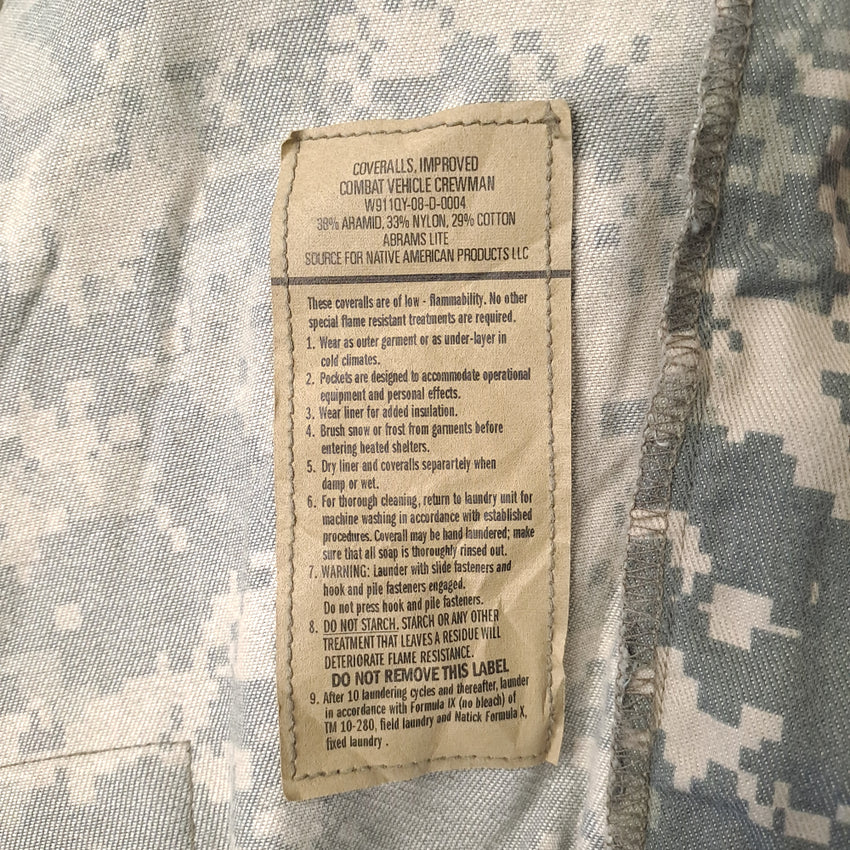 COVERALLS, IMPROVED
COMBAT VEHICLE CREWMAN
W911QY-08-D-0004
38% ARAMID, 33% NYLON, 29% COTTON
ABRAMS LITE
SOURCE FOR NATIVE AMERICAN PRODUCTS LLC
These coveralls are of low - flammability. No other
special flame resistant treatments are required.
1. Wear as outer garment or as under-layer in
cold climates.
2. Pockets are designed to accommodate operational
equipment and personal effects.
3. Wear liner for added insulation.
4. Brush snow or frost from garments before
entering heated shelters.
5. Dry liner and coveralls separartely when
damp or wet.
6. For thorough cleaning, return to laundry unit for
machine washing in accordance with established
procedures. Coverall may be hand laundered; make
sure that all soap is thoroughly rinsed out.
7. WARNING: Launder with slide fasteners and
hook and pile fasteners engaged.
Do not press hook and pile fasteners.
8. DO NOT STARCH, STARCH OR ANY OTHER
TREATMENT THAT LEAVES A RESIDUE WILL
DETERIORATE FLAME RESISTANCE.
DO NOT REMOVE THIS LABEL
9. After 10 laundering cycles and thereafter, launder
in accordance with Formula IX (no bleach) of
TM 10-280, field laundry and Natick Formula X,
fixed laundry .